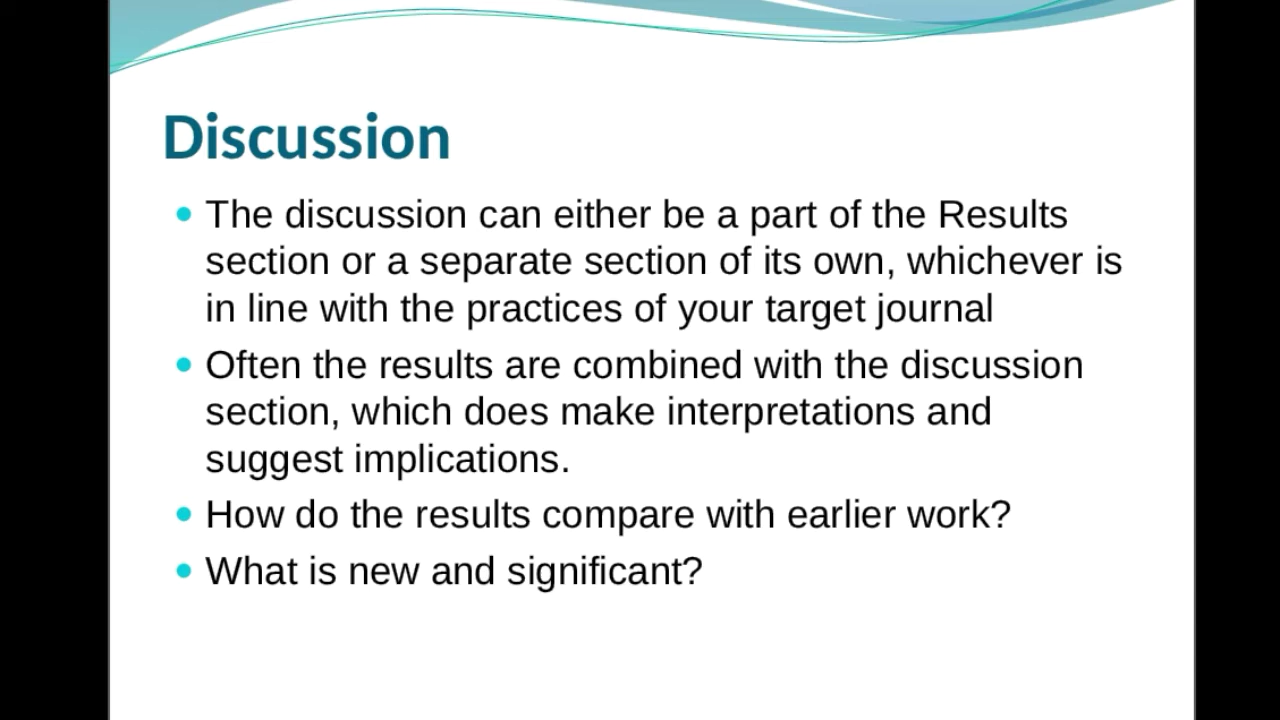 Discussion
• The discussion can either be a part of the Results
section or a separate section of its own, whichever is
in line with the practices of your target journal
• Often the results are combined with the discussion
section, which does make interpretations and
suggest implications.
• How do the results compare with earlier work?
• What is new and significant?